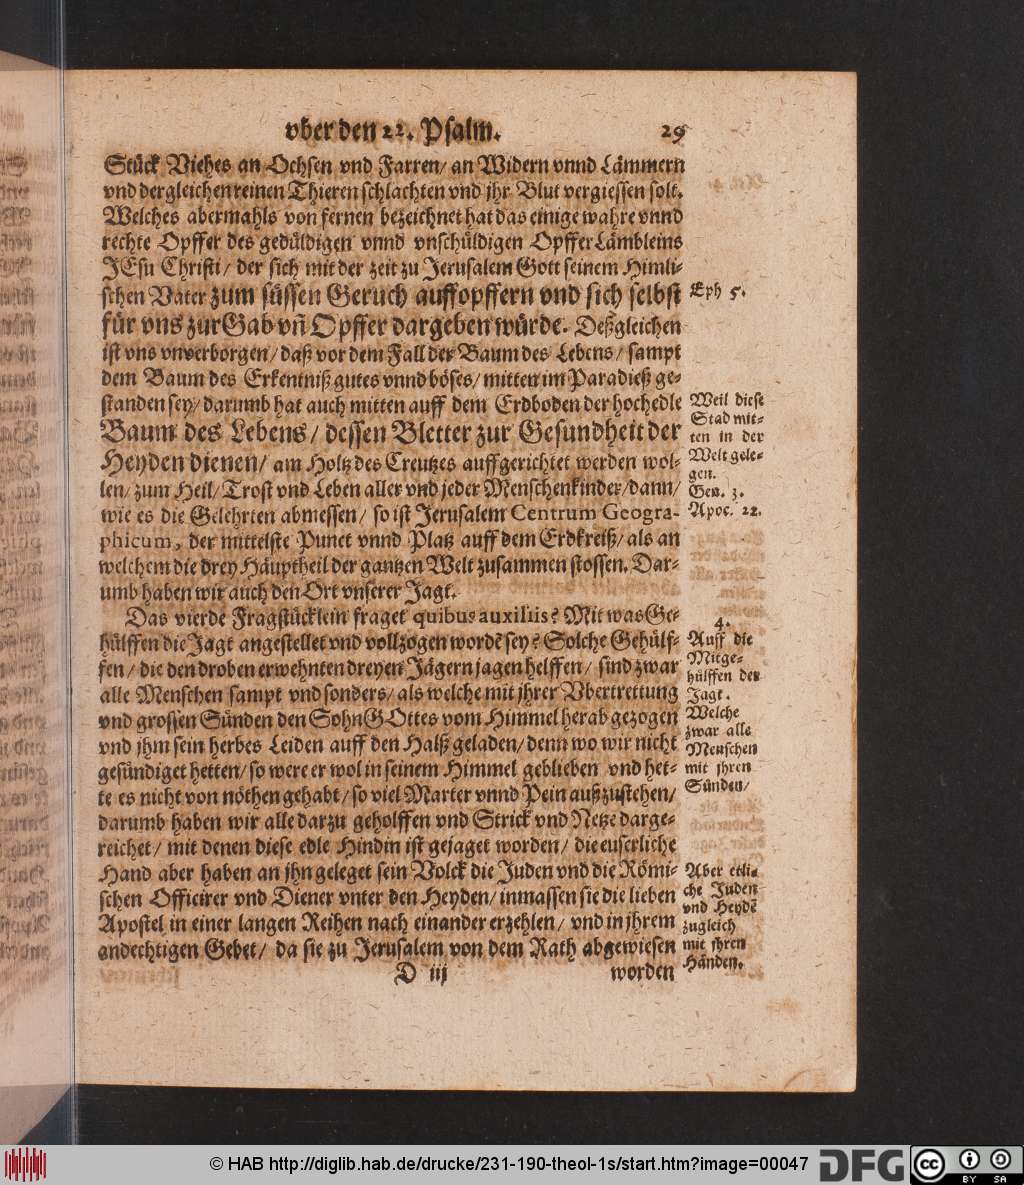 vber den 22. Psalm. 29
Stück Viehes an Ochsen vnd Farren/ an Widern vnnd Lämmern
vnd dergleichen reinen Thieren schlachten vnd jhr Blut vergiessen solt.
Welches abermahls von fernen bezeichnet hat das einige wahre vnnd
rechte Opffer des gedüldigen vnnd vnschüldigen OpfferLämbleins
JEsu Christi/ der sich mit der zeit zu Jerusalem Gott seinem Himli-
schen Vater zum süssen Geruch auffopffern vnd sich selbst
für vns zur Gab vñ Opffer dargeben würde. Deßgleichen
ist vns vnverborgen/ daß vor dem Fall der Baum des Lebens/ sampt
dem Baum des Erkentniß gutes vnnd böses/ mitten im Paradieß ge-
standen sey/ darumb hat auch mitten auff dem Erdboden der hochedle
Baum des Lebens/ dessen Bletter zur Gesundheit der
Heyden dienen/ am Holtz des Creutzes auffgerichtet werden wol-
len/ zum Heil/ Trost vnd Leben aller vnd jeder Menschenkinder/ dann/
wie es die Gelehrten abmessen/ so ist Jerusalem Centrum Geogra-
phicum, der mittelste Punct vnnd Platz auff dem Erdkreiß/ als an
welchem die drey Häuptheil der gantzen Welt zusammen stossen. Dar-
umb haben wir auch den Ort vnserer Jagt.
Das vierde Fragstücklein fraget quibus auxiliis? Mit was Ge-
hülffen die Jagt angestellet vnd vollzogen wordē sey? Solche Gehülf-
fen/ die den droben erwehnten dreyen Jägern jagen helffen/ sind zwar
alle Menschen sampt vnd sonders/ als welche mit jhrer Vbertrettung
vnd grossen Sünden den Sohn GOttes vom Himmel herab gezogen
vnd jhm sein herbes Leiden auff den Halß geladen/ denn wo wir nicht
gesündiget hetten/ so were er wol in seinem Himmel geblieben vnd het-
te es nicht von nöthen gehabt/ so viel Marter vnnd Pein außzustehen/
darumb haben wir alle darzu geholffen vnd Strick vnd Netze darge-
reichet/ mit denen diese edle Hindin ist gejaget worden/ die euserliche
Hand aber haben an jhn geleget sein Volck die Juden vnd die Römi-
schen Officirer vnd Diener vnter den Heyden/ inmassen sie die lieben
Apostel in einer langen Reihen nach einander erzehlen/ vnd in jhrem
andechtigen Gebet/ da sie zu Jerusalem von dem Rath abgewiesen
D iij worden
Eph 5.
Weil diese
Stad mit-
ten in der
Welt gele-
gen.
Gen. 3.
Apoc. 22.
4.
Auff die
Mitge-
hülffen der
Jagt.
Welche
zwar alle
Menschen
mit jhren
Sünden/
Aber etli-
che Juden
vnd Heydē
zugleich
mit jhren
Händen.
© HAB http://diglib.hab.de/drucke/231-190-theol-1s/start.htm?image=00047 DFG cc BY SA